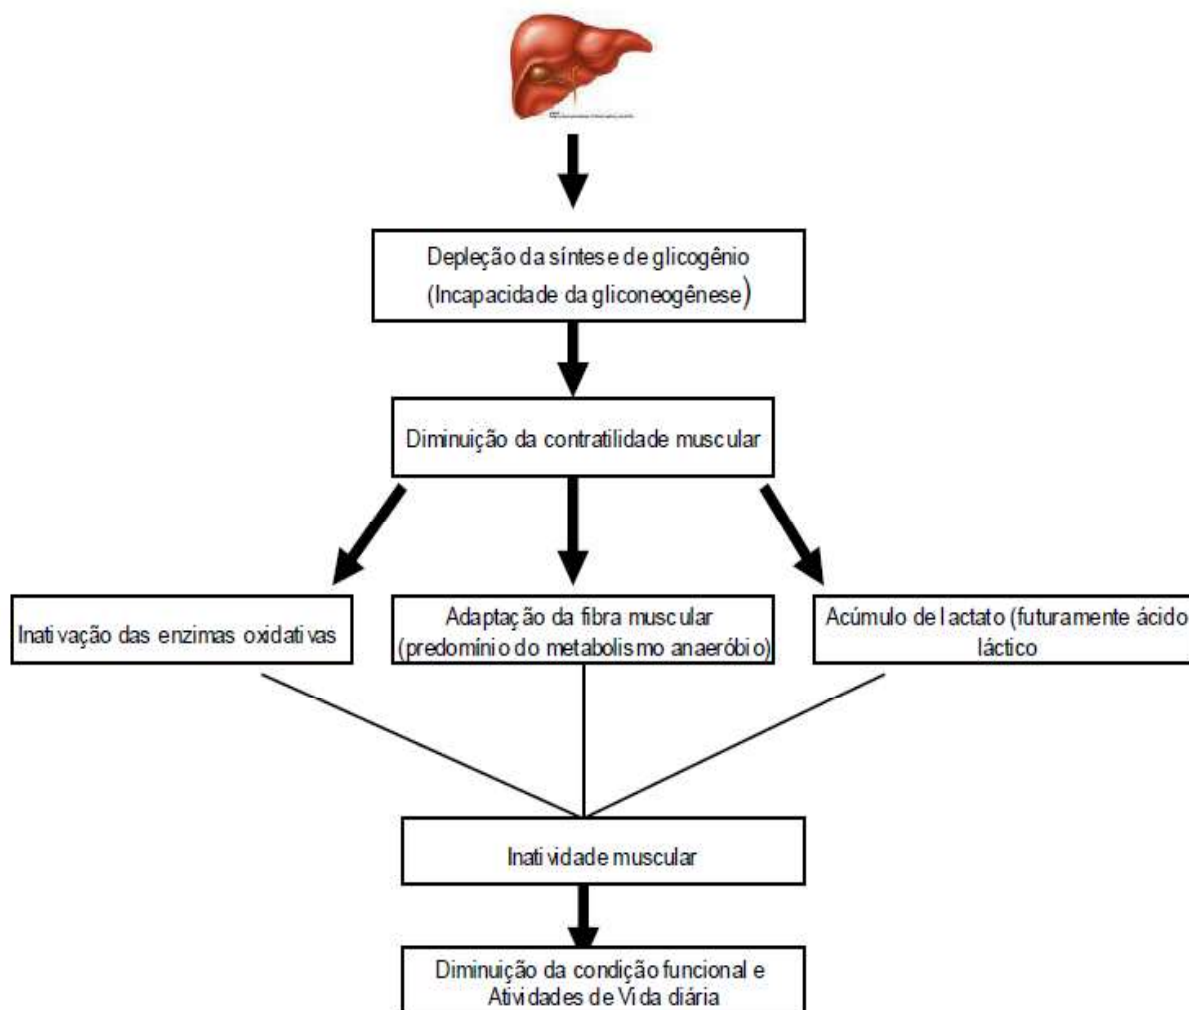 Depleção da síntese de glicogênio
(Incapacidade da gliconeogênese)
Diminuição da contratilidade muscular
Inativação das enzimas oxidativas
Adaptação da fibra muscular
(predomínio do metabolismo anaeróbio)
Acúmulo de lactato (futuramente ácido
láctico
Inatividade muscular
Diminuição da condição funcional e
Atividades de Vida diária